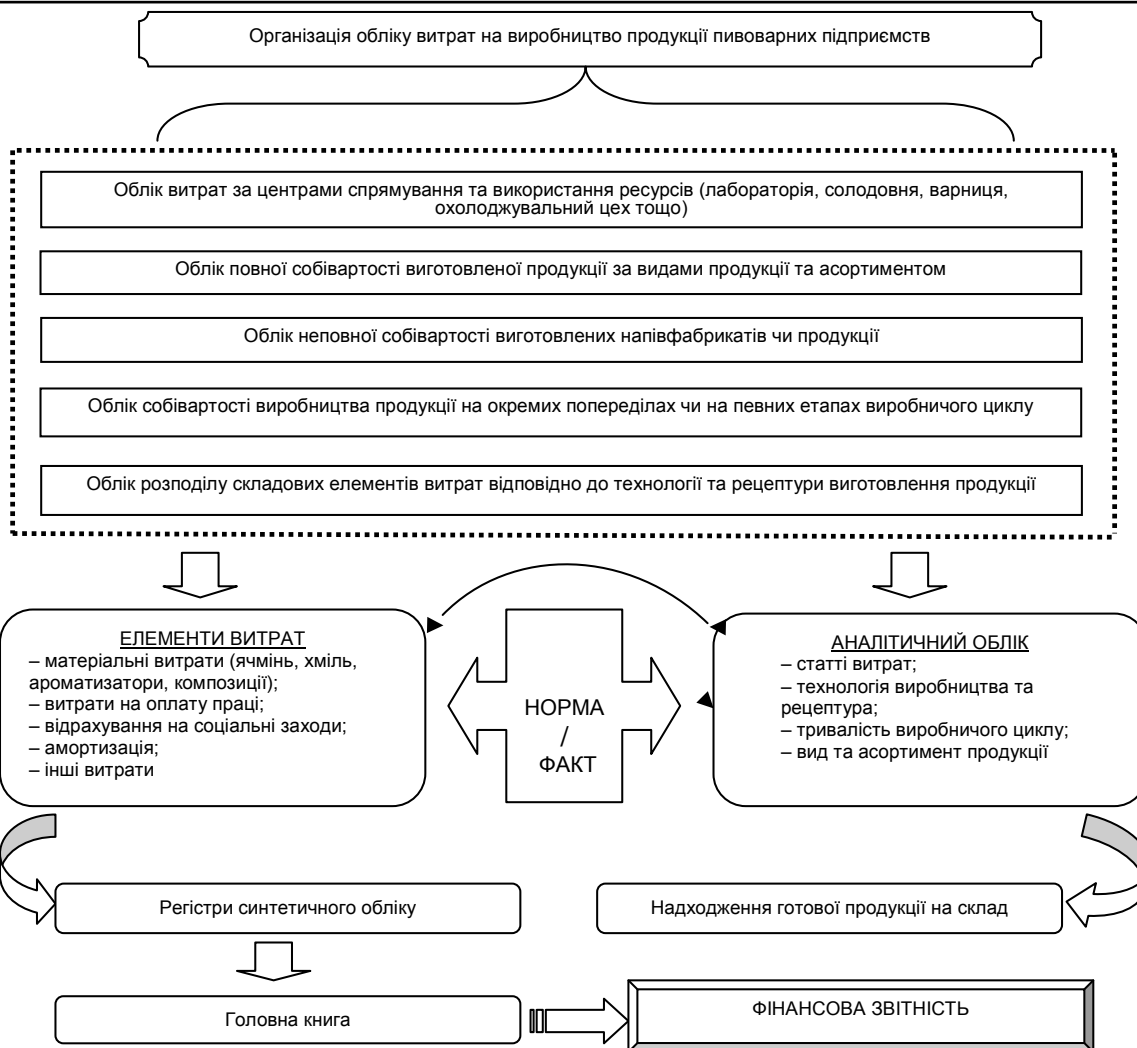 Організація обліку витрат на виробництво продукції пивоварних підприємств
Облік витрат за центрами спрямування та використання ресурсів (лабораторія, солодовня, варниця,
охолоджувальний цех тощо)
Облік повної собівартості виготовленої продукції за видами продукції та асортиментом
Облік неповної собівартості виготовлених напівфабрикатів чи продукції
Облік собівартості виробництва продукції на окремих попереділах чи на певних етапах виробничого циклу
Облік розподілу складових елементів витрат відповідно до технології та рецептури виготовлення продукції
ЕЛЕМЕНТИ ВИТРАТ
– матеріальні витрати (ячмінь, хміль,
ароматизатори, композиції);
– витрати на оплату праці;
– відрахування на соціальні заходи;
– амортизація;
– інші витрати
НОРМА
/
ФАКТ
АНАЛІТИЧНИЙ ОБЛІК
– статті витрат;
– технологія виробництва та
рецептура;
– тривалість виробничого циклу;
– вид та асортимент продукції
Регістри синтетичного обліку
Надходження готової продукції на склад
Головна книга
ФІНАНСОВА ЗВІТНІСТЬ